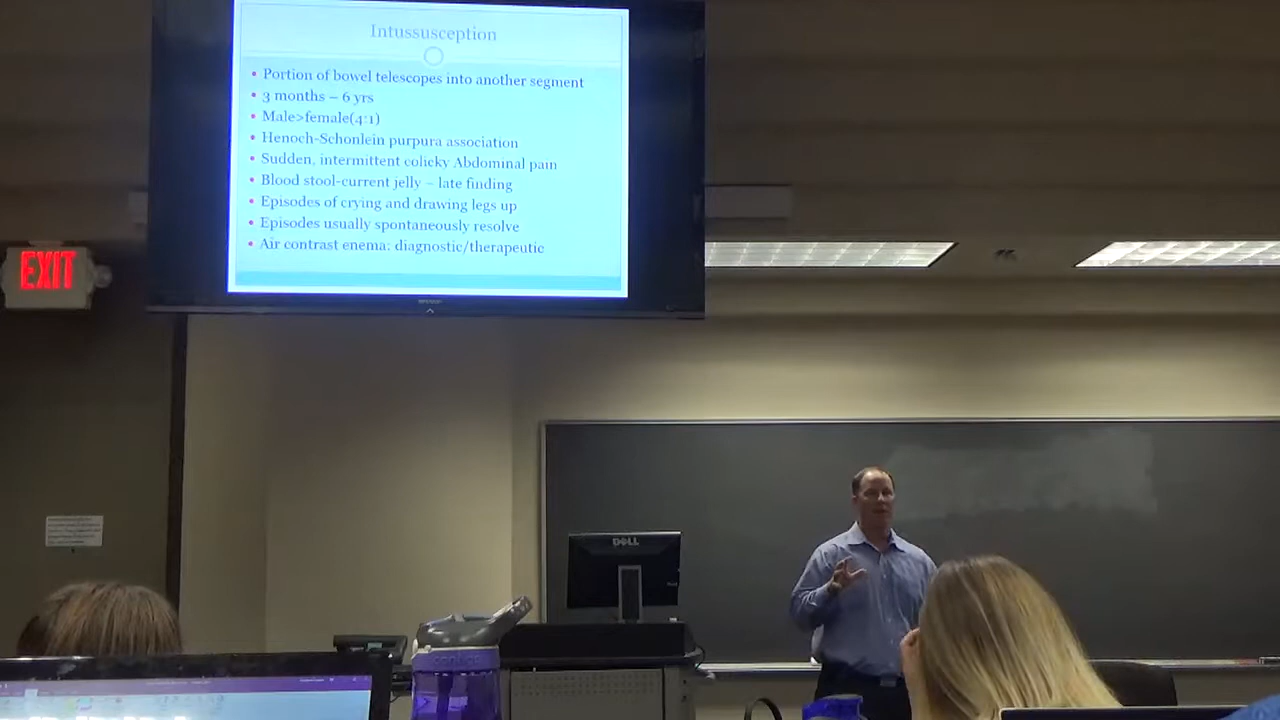 Intussusception
• Portion of bowel telescopes into another segment
• 3 months – 6 yrs
• Male>female(4:1)
• Henoch-Schonlein purpura association
• Sudden, intermittent colicky Abdominal pain
• Blood stool-current jelly – late finding
• Episodes of crying and drawing legs up
• Episodes usually spontaneously resolve
• Air contrast enema: diagnostic/therapeutic
SHARP
EXIT
DELL
contigo